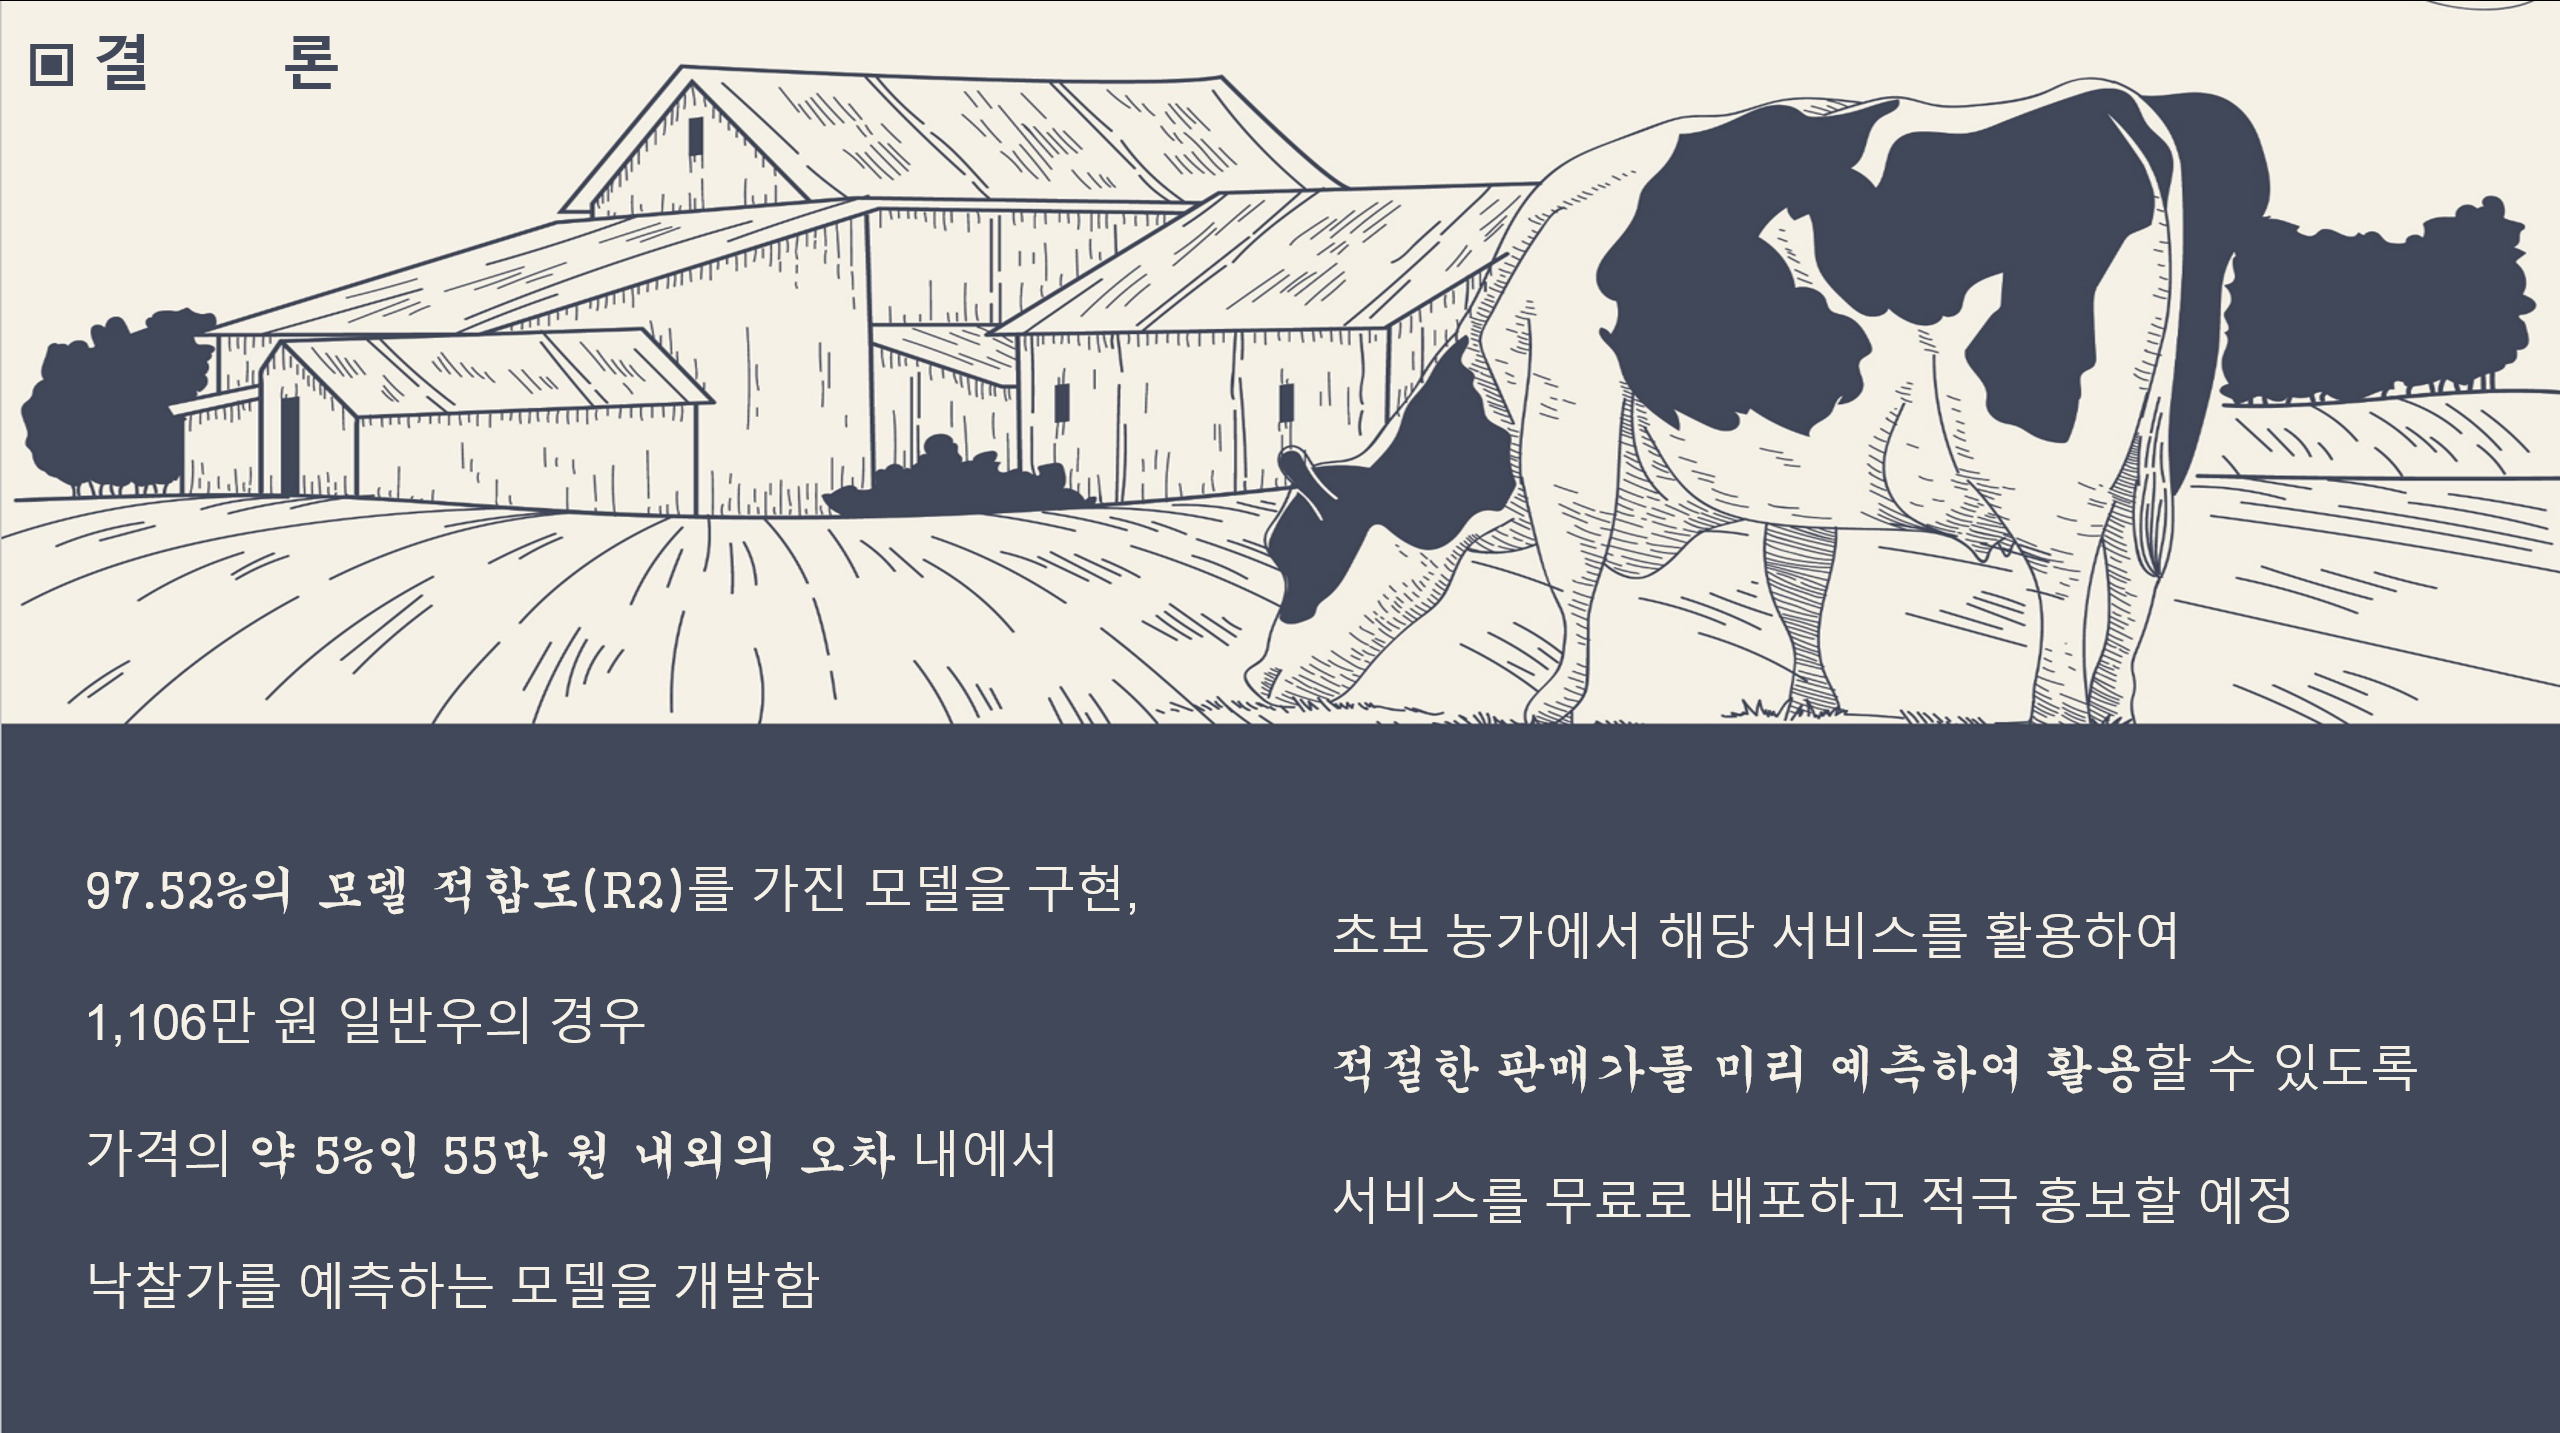 ▣ 결 론
97.52%의 모델 적합도(R2)를 가진 모델을 구현,
1,106만 원 일반우의 경우
가격의 약 5%인 55만 원 내외의 오차 내에서
낙찰가를 예측하는 모델을 개발함
초보 농가에서 해당 서비스를 활용하여
적절한 판매가를 미리 예측하여 활용할 수 있도록
서비스를 무료로 배포하고 적극 홍보할 예정